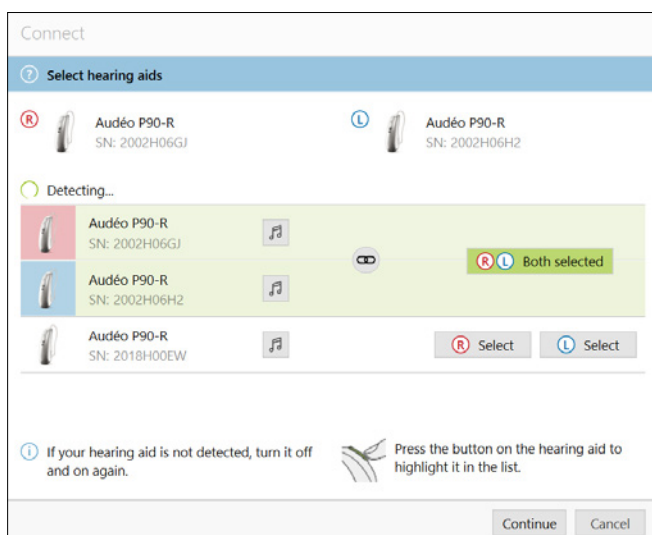 Connect
? Select hearing aids
R Audéo P90-R L Audéo P90-R
SN: 2002H06GJ SN: 2002H06H2
Detecting...
Audéo P90-R
SN: 2002H06GJ
R L Both selected
Audéo P90-R
SN: 2002H06H2
Audéo P90-R
SN: 2018H00EW
R Select L Select
i If your hearing aid is not detected, turn it off
and on again.
Press the button on the hearing aid to
highlight it in the list.
Continue Cancel